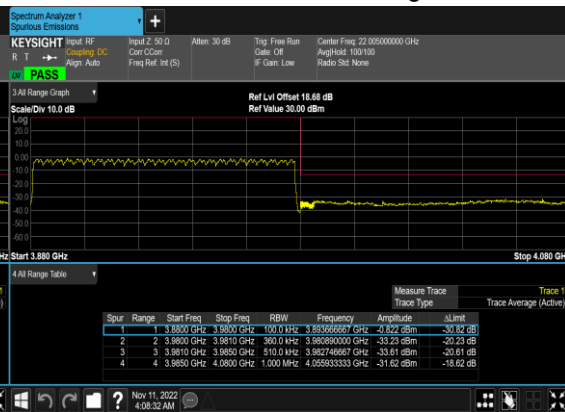 Spectrum Analyzer 1
Spurious Emissions
KEYSIGHT Input: RF Input Z: 50 Ω Atten: 30 dB Trig: Free Run Center Freq: 22.005000000 GHz
R T Coupling: DC Corr CCorr Gate: Off Avg|Hold: 100/100
Align: Auto Freq Ref: Int (S) IF Gain: Low Radio Std: None
PASS
3 All Range Graph
Ref Lvl Offset 18.68 dB
Scale/Div 10.0 dB Ref Value 30.00 dBm
Log
20.0
10.0
0.00
-10.0
-20.0
-30.0
-40.0
-50.0
-60.0
Hz Start 3.880 GHz Stop 4.080 GH
4 All Range Table
Measure Trace Trace 1
Trace Type Trace Average (Active)
Spur Range Start Freq Stop Freq RBW Frequency Amplitude ΔLimit
1 1 3.8800 GHz 3.9800 GHz 100.0 kHz 3.893666667 GHz -0.822 dBm -30.82 dB
2 2 3.9800 GHz 3.9810 GHz 360.0 kHz 3.980890000 GHz -33.23 dBm -20.23 dB
3 3 3.9810 GHz 3.9850 GHz 510.0 kHz 3.982746667 GHz -33.61 dBm -20.61 dB
4 4 3.9850 GHz 4.0800 GHz 1.000 MHz 4.055933333 GHz -31.62 dBm -18.62 dB
Nov 11, 2022
4:08:32 AM